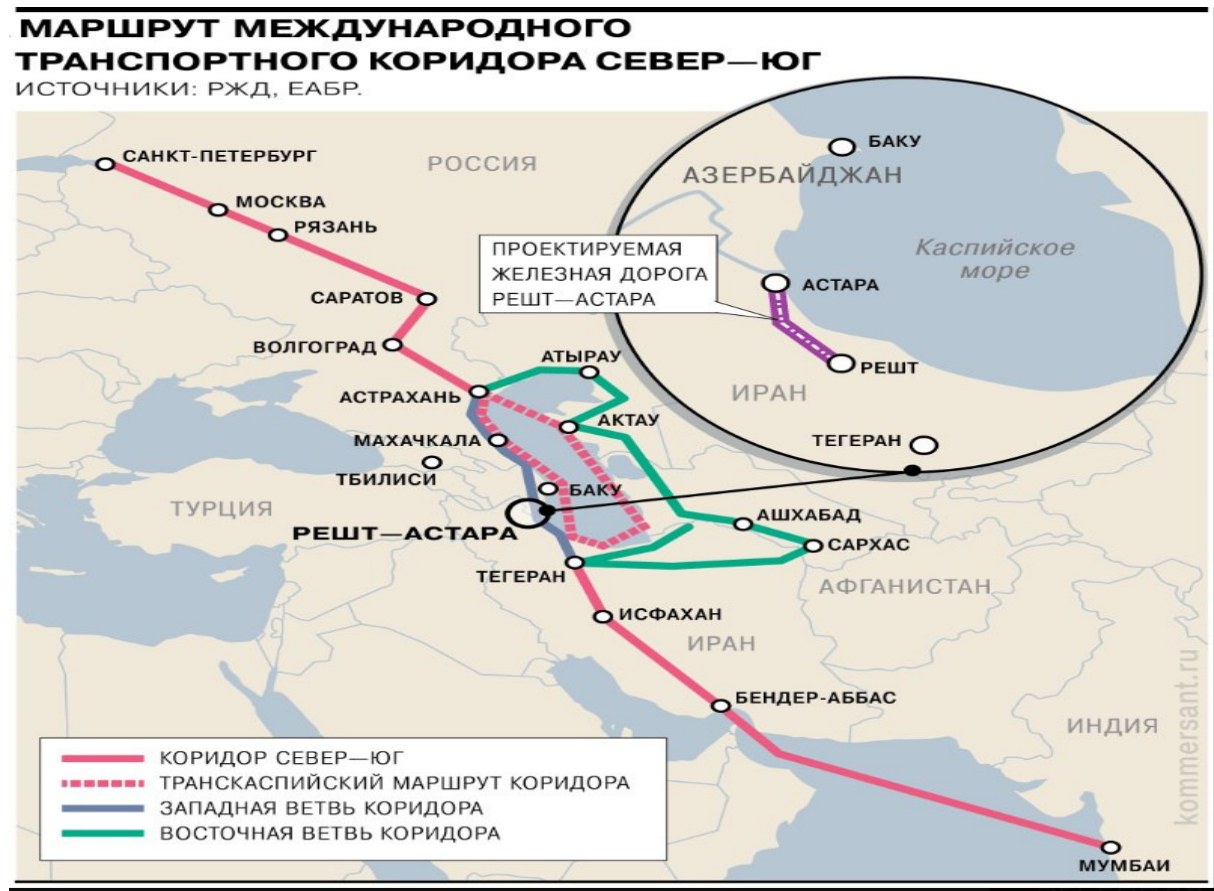 МАРШРУТ МЕЖДУНАРОДНОГО
ТРАНСПОРТНОГО КОРИДОРА СЕВЕР—ЮГ
ИСТОЧНИКИ: РЖД, ЕАБР.
САНКТ-ПЕТЕРБУРГ
РОССИЯ
МОСКВА
РЯЗАНЬ
САРАТОВ
ВОЛГОГРАД
АТЫРАУ
АСТРАХАНЬ
АКТАУ
МАХАЧКАЛА
ТБИЛИСИ
БАКУ
ТУРЦИЯ
РЕШТ—АСТАРА
АШХАБАД
САРХАС
ТЕГЕРАН
АФГАНИСТАН
ИСФАХАН
ИРАН
БЕНДЕР-АББАС
ИНДИЯ
МУМБАИ
БАКУ
АЗЕРБАЙДЖАН
Каспийское
море
ПРОЕКТИРУЕМАЯ
ЖЕЛЕЗНАЯ ДОРОГА
РЕШТ—АСТАРА
АСТАРА
РЕШТ
ИРАН
ТЕГЕРАН
КОРИДОР СЕВЕР—ЮГ
ТРАНСКАСПИЙСКИЙ МАРШРУТ КОРИДОРА
ЗАПАДНАЯ ВЕТВЬ КОРИДОРА
ВОСТОЧНАЯ ВЕТВЬ КОРИДОРА
kommersant.ru